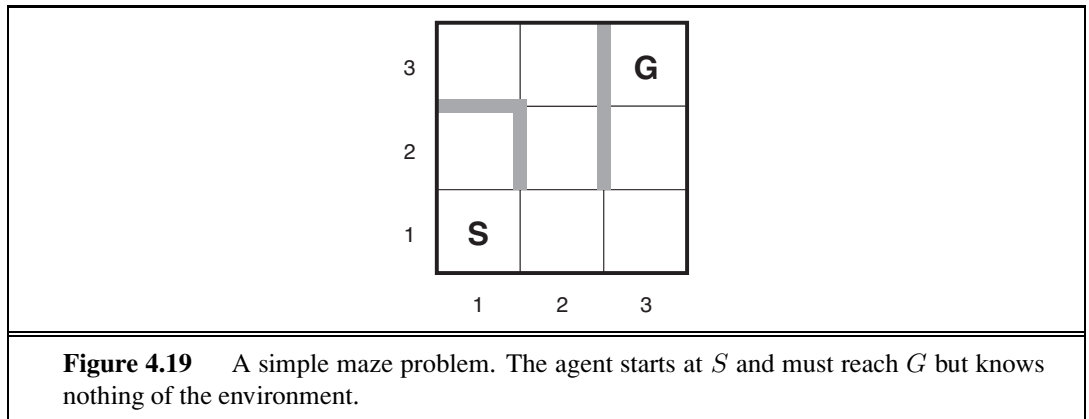 3
G
2
1
S
1 2 3
Figure 4.19 A simple maze problem. The agent starts at S and must reach G but knows
nothing of the environment.